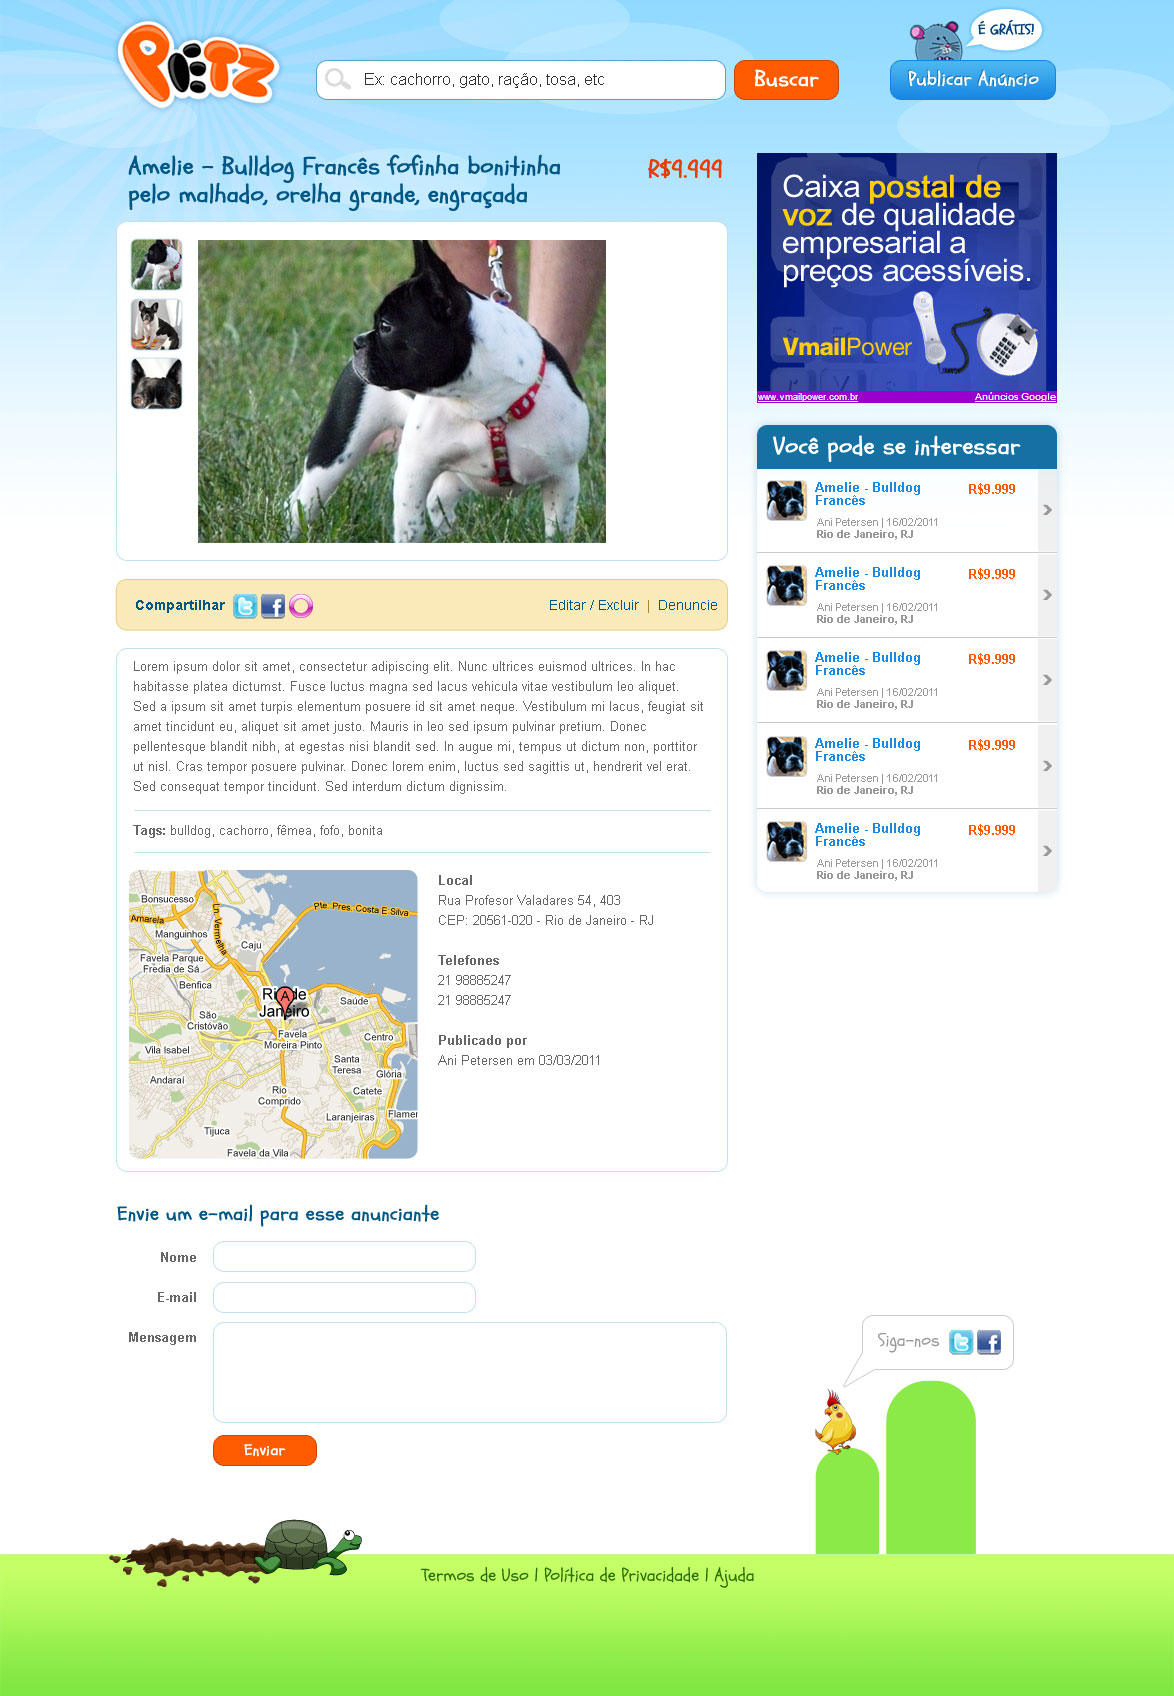 PETZ
É GRÁTIS!
Ex: cachorro, gato, ração, tosa, etc
Buscar
Publicar Anúncio
Amelie - Bulldog Francês fofinha bonitinha
pelo malhado, orelha grande, engraçada
R$9.999
Caixa postal de
voz de qualidade
empresarial a
preços acessíveis.
VmailPower
www.vmailpower.com.br
Anúncios Google
Você pode se interessar
Amelie - Bulldog
Francês
R$9.999
Ani Petersen | 16/02/2011
Rio de Janeiro, RJ
Amelie - Bulldog
Francês
R$9.999
Ani Petersen | 16/02/2011
Rio de Janeiro, RJ
Amelie - Bulldog
Francês
R$9.999
Ani Petersen | 16/02/2011
Rio de Janeiro, RJ
Amelie - Bulldog
Francês
R$9.999
Ani Petersen | 16/02/2011
Rio de Janeiro, RJ
Amelie - Bulldog
Francês
R$9.999
Ani Petersen | 16/02/2011
Rio de Janeiro, RJ
Compartilhar
Editar / Excluir | Denuncie
Lorem ipsum dolor sit amet, consectetur adipiscing elit. Nunc ultrices euismod ultrices. In hac
habitasse platea dictumst. Fusce luctus magna sed lacus vehicula vitae vestibulum leo aliquet.
Sed a ipsum sit amet turpis elementum posuere id sit amet neque. Vestibulum mi lacus, feugiat sit
amet tincidunt eu, aliquet sit amet justo. Mauris in leo sed ipsum pulvinar pretium. Donec
pellentesque blandit nibh, at egestas nisi blandit sed. In augue mi, tempus ut dictum non, porttitor
ut nisl. Cras tempor posuere pulvinar. Donec lorem enim, luctus sed sagittis ut, hendrerit vel erat.
Sed consequat tempor tincidunt. Sed interdum dictum dignissim.
Tags: bulldog, cachorro, fêmea, fofo, bonita
Bonsucesso
Amarela
Ln. Vermelha
Pte. Pres. Costa E Silva
Manguinhos
Caju
Favela Parque
Fredia de Sá
Benfica
A
Rio de
Janeiro
Saúde
São
Cristóvão
Favela
Moreira Pinto
Centro
Vila Isabel
Santa
Teresa
Andaraí
Glória
Rio
Comprido
Catete
Laranjeiras
Flamen
Tijuca
Favela da Vila
Local
Rua Profesor Valadares 54, 403
CEP: 20561-020 - Rio de Janeiro - RJ
Telefones
21 98885247
21 98885247
Publicado por
Ani Petersen em 03/03/2011
Envie um e-mail para esse anunciante
Nome
E-mail
Mensagem
Enviar
Siga-nos
Termos de Uso | Política de Privacidade | Ajuda